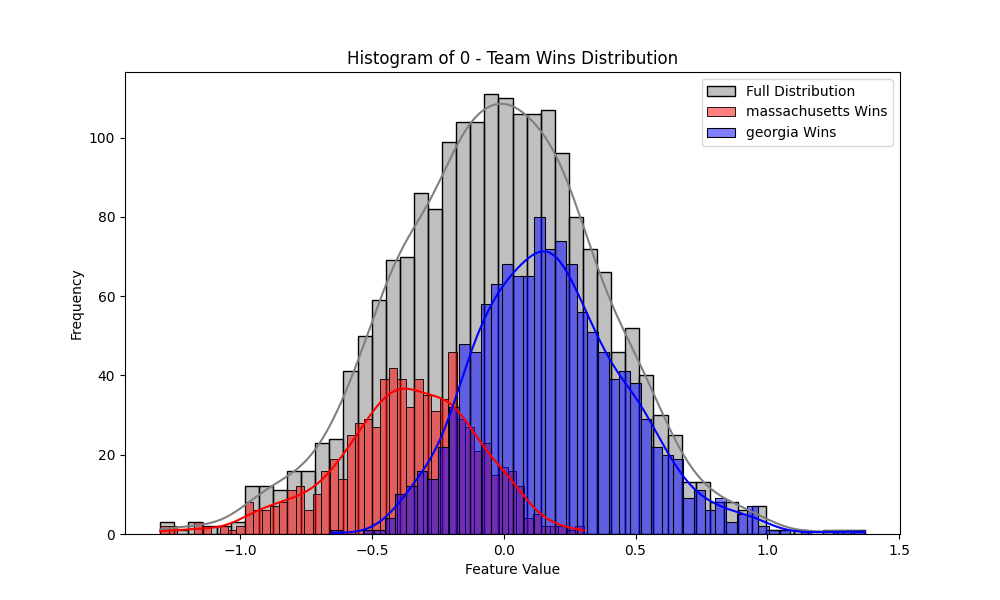 Histogram of 0 - Team Wins Distribution
Full Distribution
massachusetts Wins
georgia Wins
Frequency
100
80
60
40
20
0
−1.0 −0.5 0.0 0.5 1.0 1.5
Feature Value